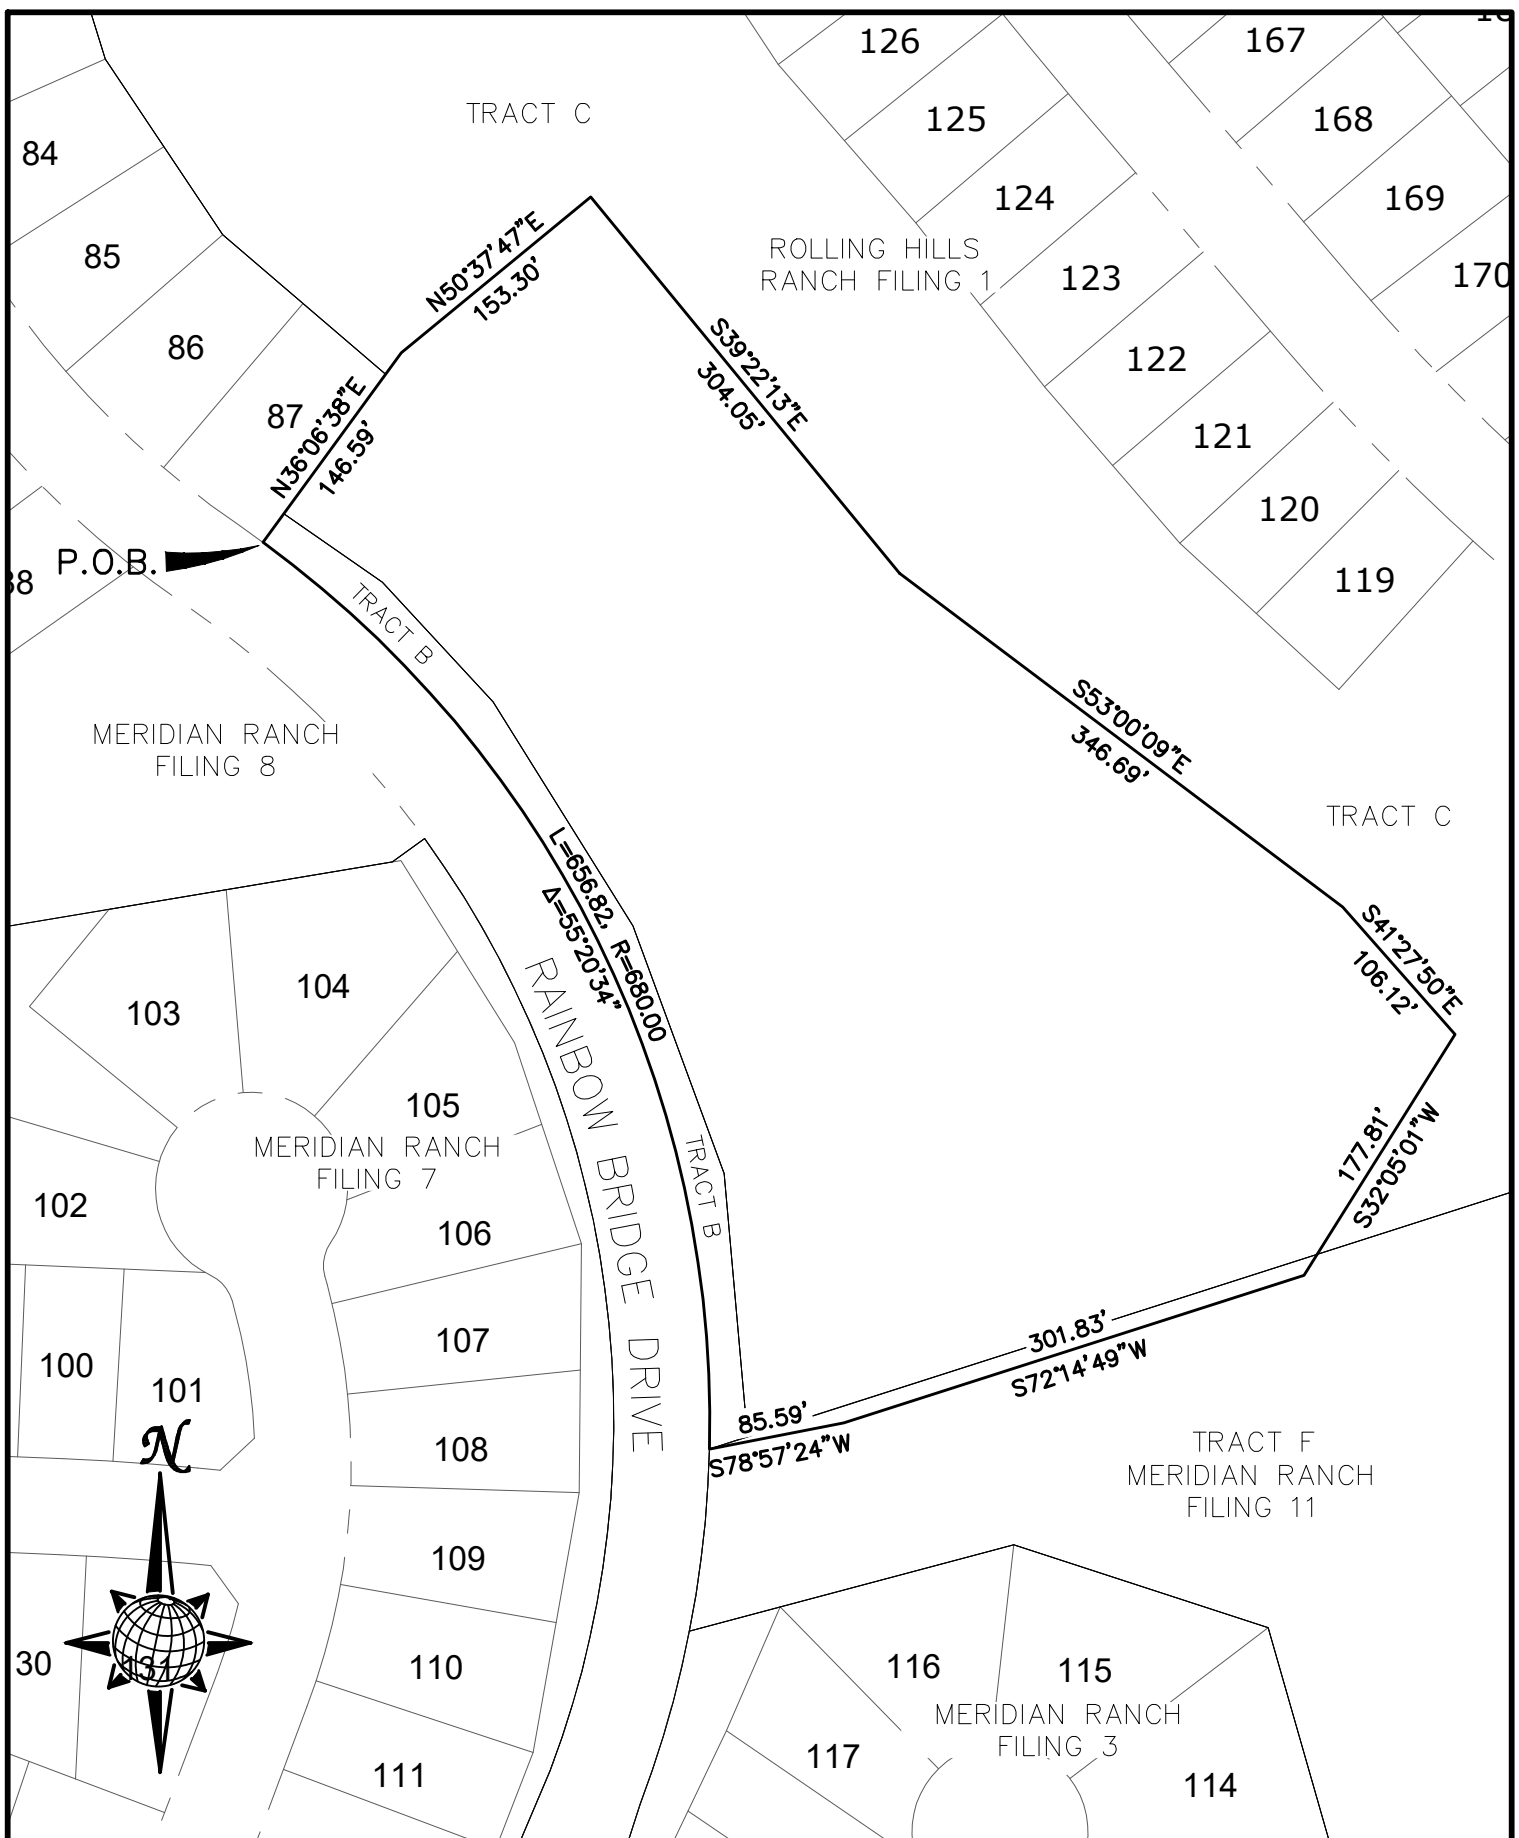 126
167
TRACT C
125
168
84
124
169
85
N50°37'47"E
153.30'
ROLLING HILLS
RANCH FILING 1
123
170
86
S39°22'13"E
304.05'
122
87
N36°06'38"E
146.59'
121
120
P.O.B.
119
TRACT B
MERIDIAN RANCH
FILING 8
S53°00'09"E
346.69'
TRACT C
L=656.82, R=680.00
Δ=55°20'34"
S41°27'50"E
106.12'
103
104
RAINBOW BRIDGE DRIVE
105
MERIDIAN RANCH
FILING 7
TRACT B
177.81'
S32°05'01"W
102
106
107
301.83'
S72°14'49"W
100
101
85.59'
S78°57'24"W
108
N
TRACT F
MERIDIAN RANCH
FILING 11
109
30
131
110
116
115
MERIDIAN RANCH
FILING 3
117
111
114